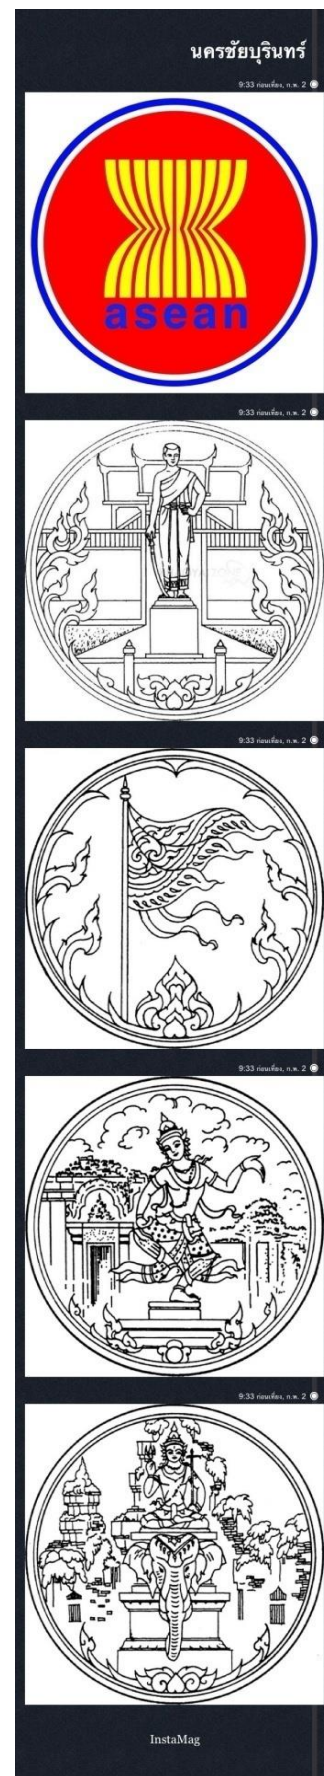 นครชัยบุรินทร์
9:33 ก่อนเที่ยง, ก.พ. 2
asean
9:33 ก่อนเที่ยง, ก.พ. 2
9:33 ก่อนเที่ยง, ก.พ. 2
9:33 ก่อนเที่ยง, ก.พ. 2
9:33 ก่อนเที่ยง, ก.พ. 2
InstaMag